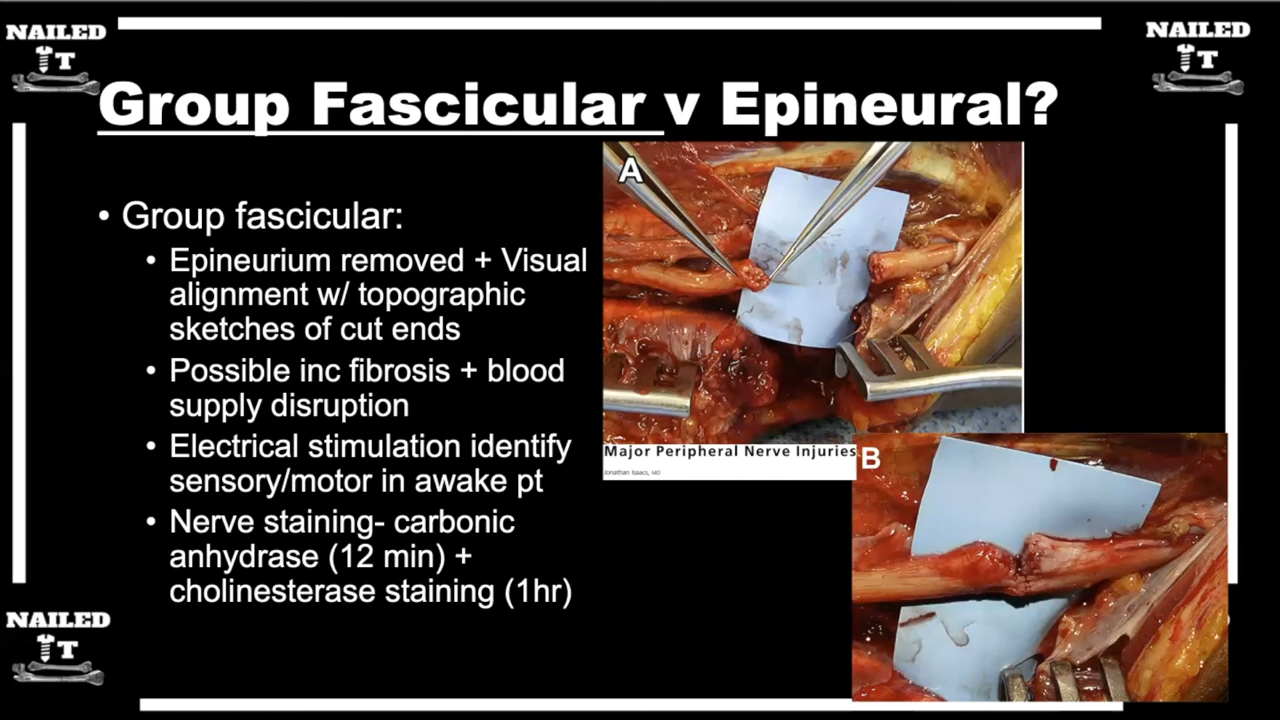 NAILED
IT
NAILED
IT
Group Fascicular v Epineural?
• Group fascicular:
• Epineurium removed + Visual
alignment w/ topographic
sketches of cut ends
• Possible inc fibrosis + blood
supply disruption
• Electrical stimulation identify
sensory/motor in awake pt
• Nerve staining- carbonic
anhydrase (12 min) +
cholinesterase staining (1hr)
A
Major Peripheral Nerve Injuries
Jonathan Isaacs, MD
B
NAILED
IT